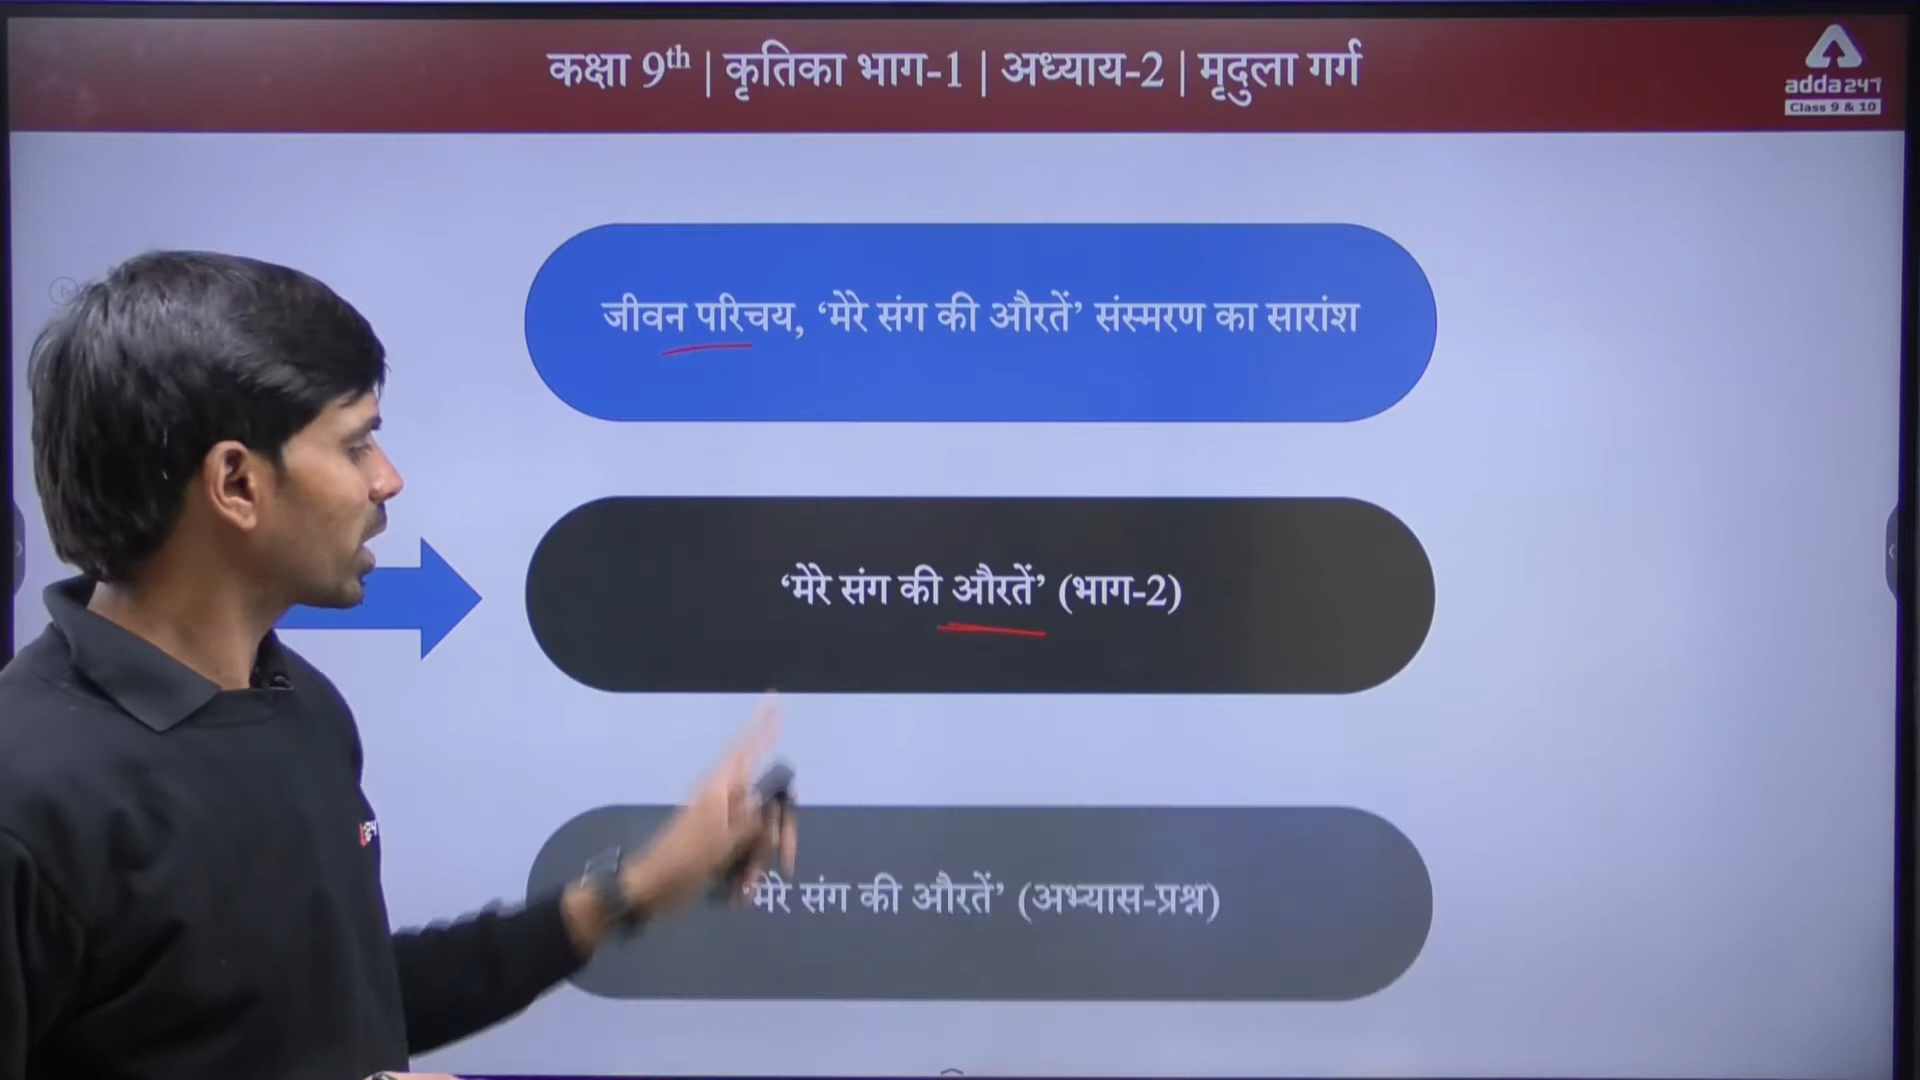 कक्षा 9th | कृतिका भाग-1 | अध्याय-2 | मृदुला गर्ग
adda247
Class 9 & 10
जीवन परिचय, ‘मेरे संग की औरतें’ संस्मरण का सारांश
‘मेरे संग की औरतें’ (भाग-2)
‘मेरे संग की औरतें’ (अभ्यास-प्रश्न)